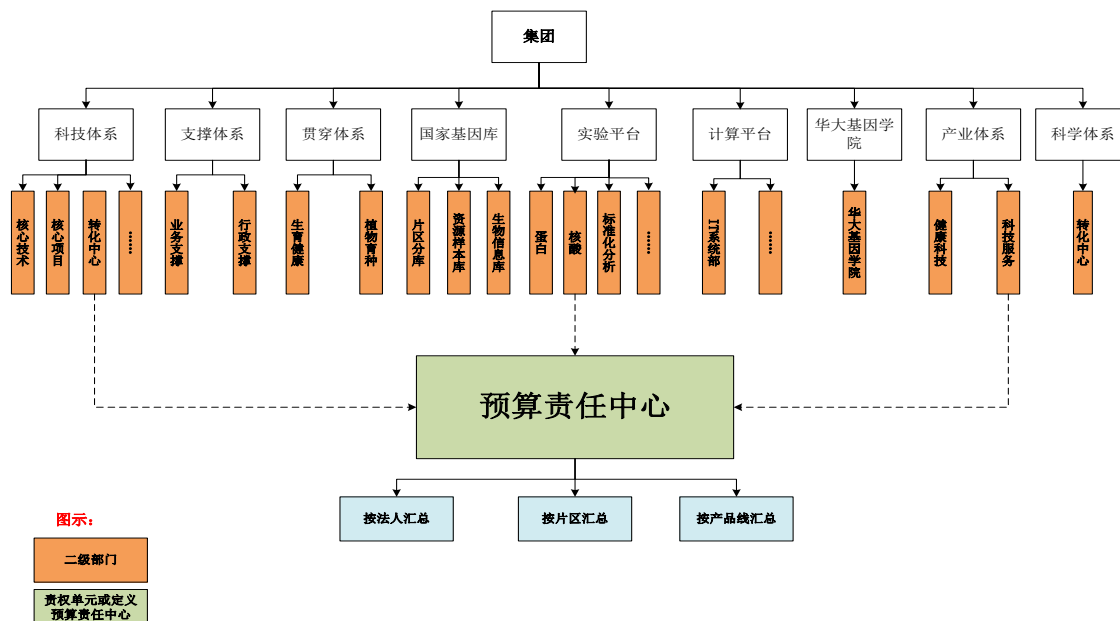 集团
科技体系
支撑体系
贯穿体系
国家基因库
实验平台
计算平台
华大基因学
院
产业体系
科学体系
核心技术
核心项目
转化中心
……
业务支撑
行政支撑
生育健康
植物育种
片区分库
资源样本库
生物信息库
蛋白
核酸
标准化分析
……
IT系统部
……
华大基因学院
健康科技
科技服务
转化中心
预算责任中心
按法人汇总
按片区汇总
按产品线汇总
图示：
二级部门
责权单元或定义
预算责任中心